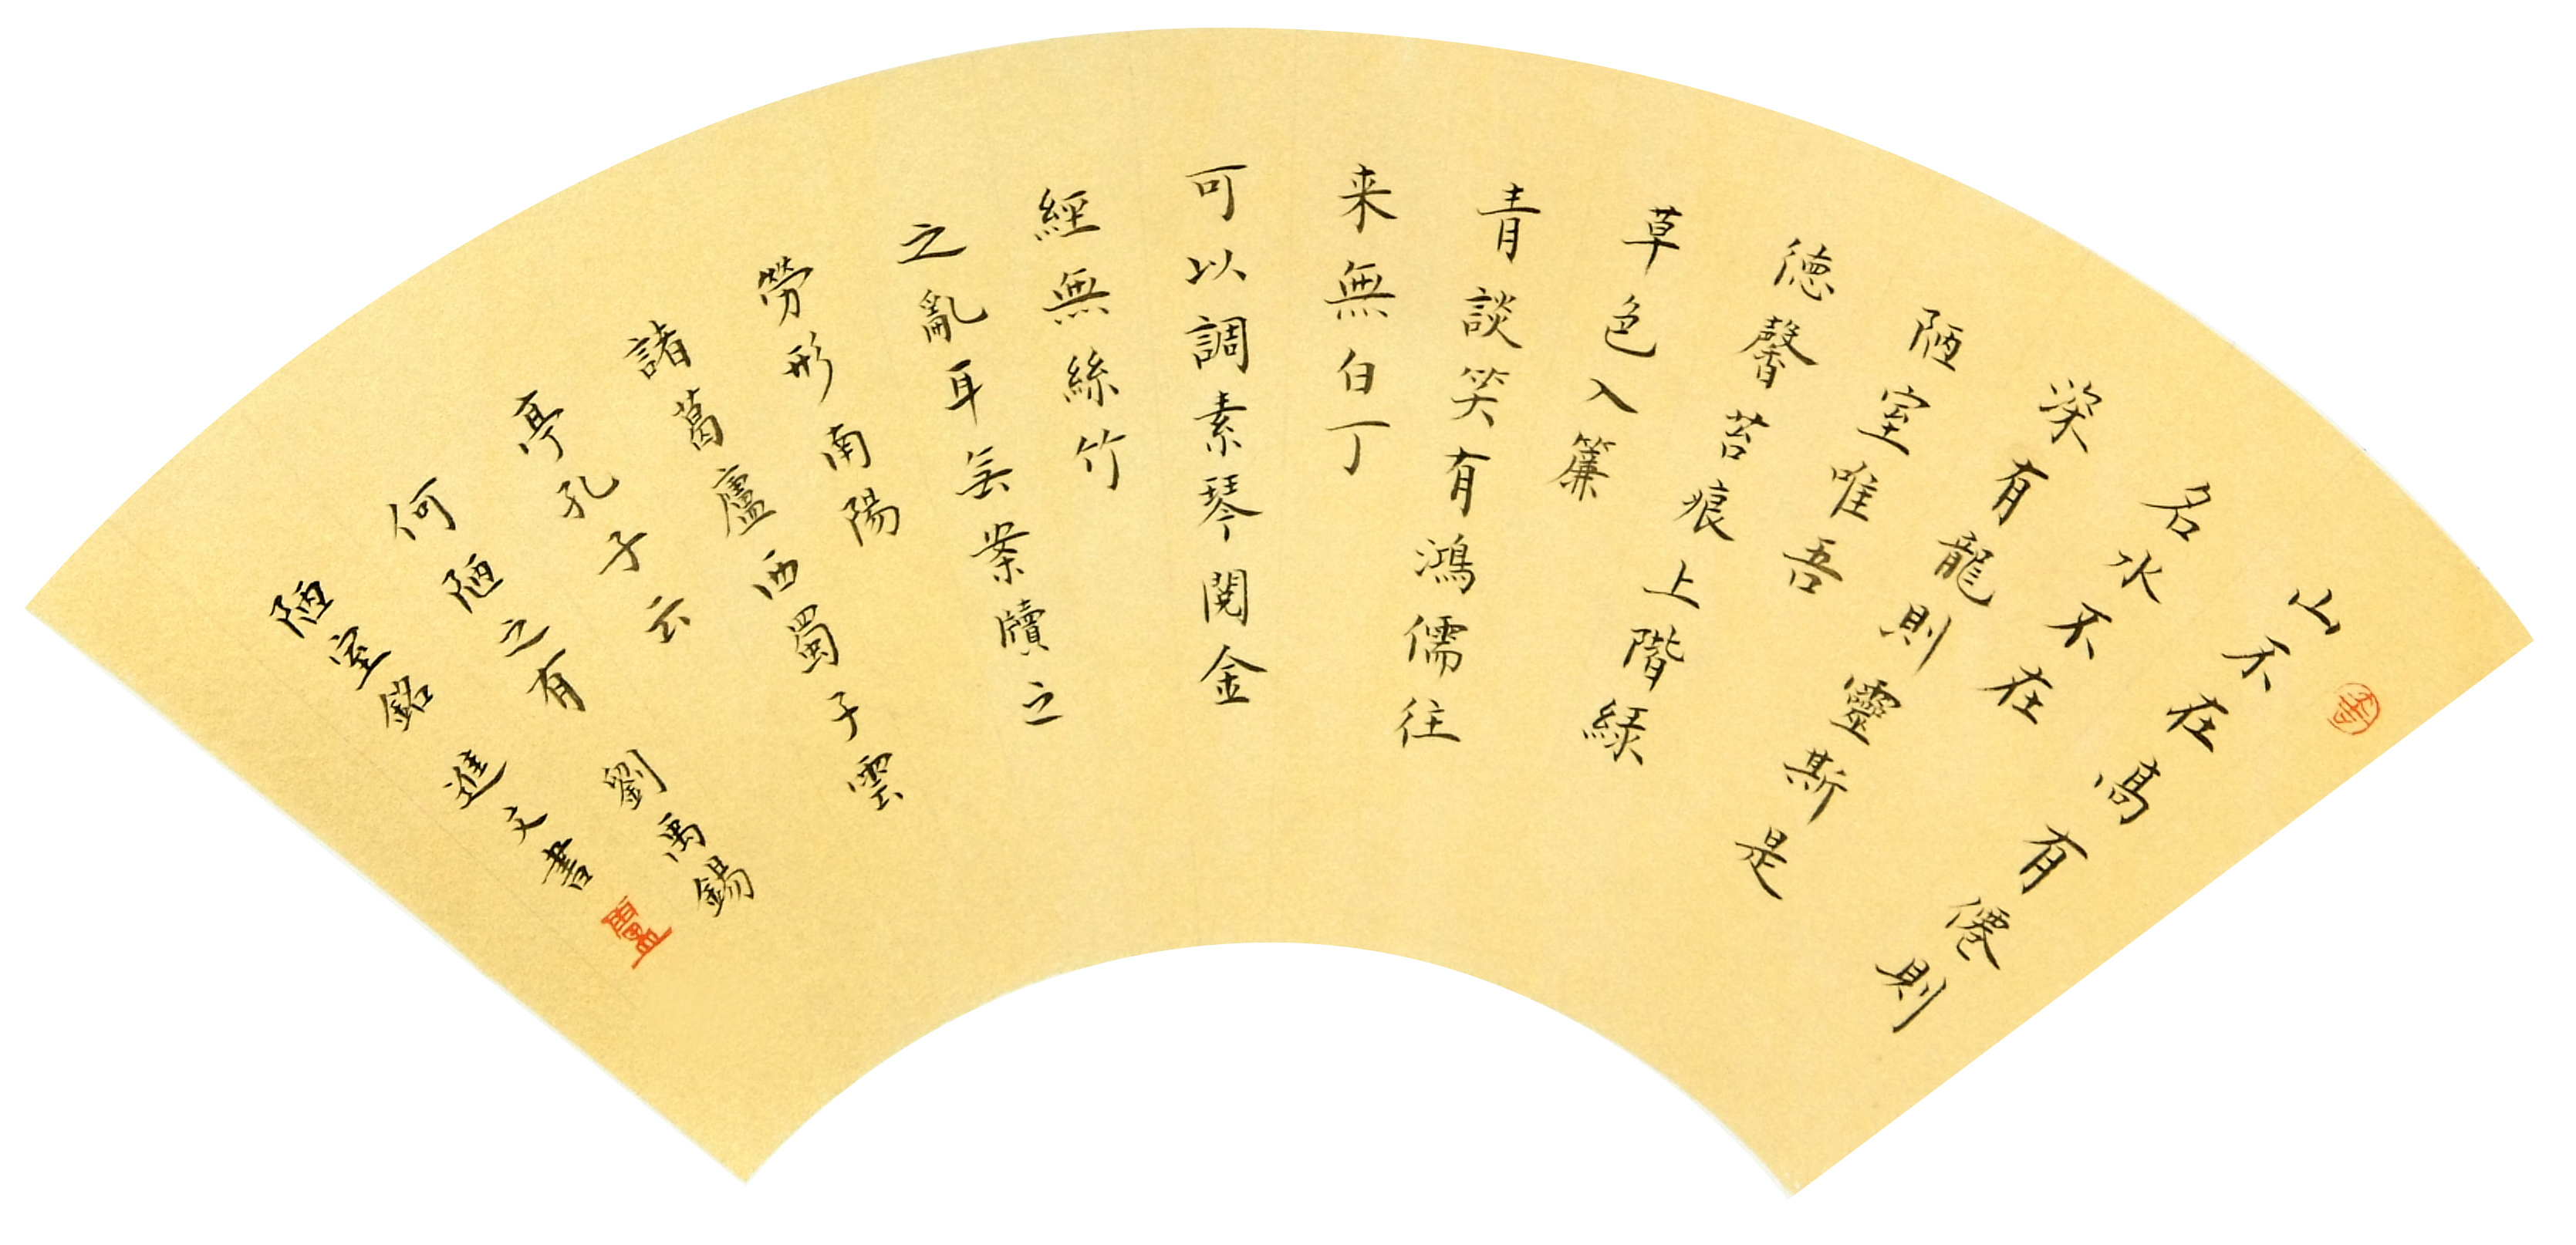 山不在高有僊則
名水不在
深有龍則靈斯是
陋室唯吾
徳馨苔痕上階緑
草色入簾
青談笑有鴻儒往
来無白丁
可以調素琴閱金
經無絲竹
之亂耳無案牘之
勞形南陽
諸葛廬西蜀子雲
亭孔子云
何陋之有 劉禹錫
陋室銘 進文書